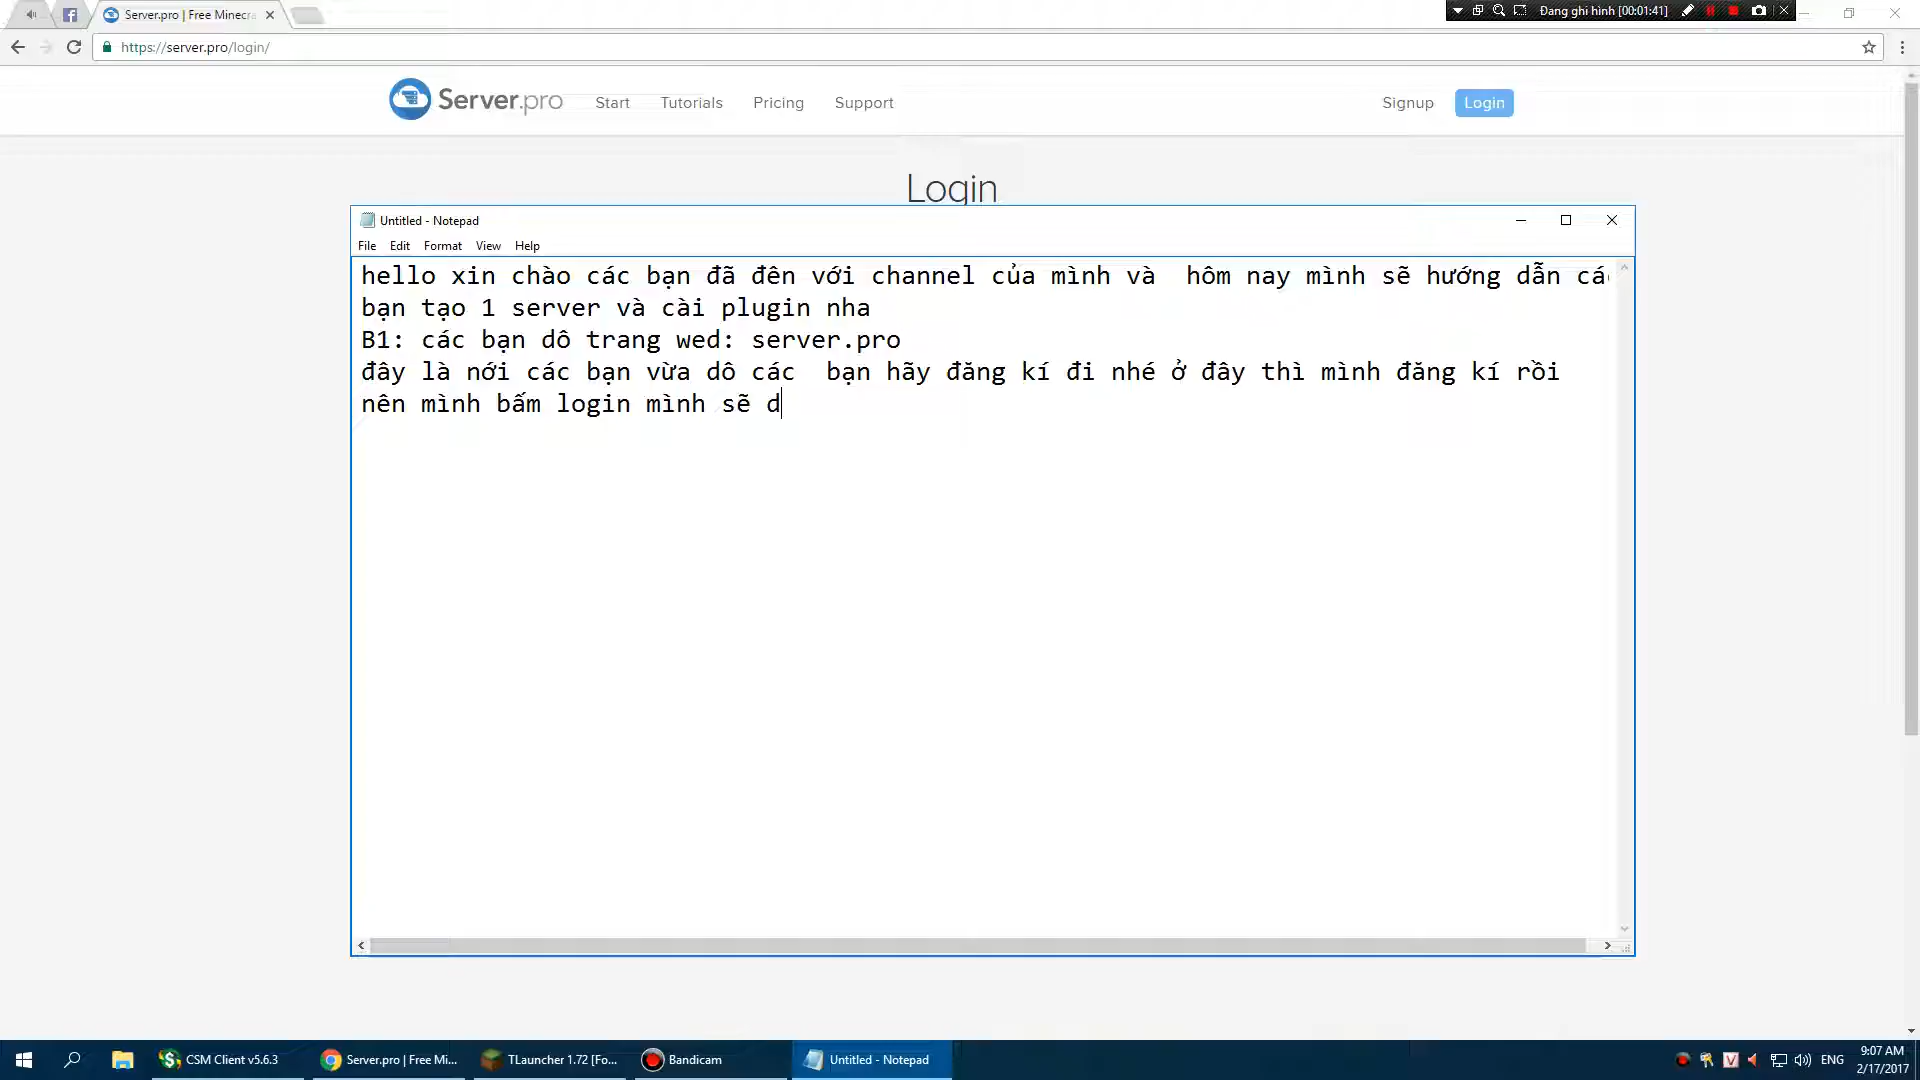 Server.pro | Free Minecra
Đang ghi hình [00:01:41]
https://server.pro/login/
Server.pro
Start
Tutorials
Pricing
Support
Signup
Login
Login
Untitled - Notepad
File Edit Format View Help
hello xin chào các bạn đã đên với channel của mình và  hôm nay mình sẽ hướng dẫn các
bạn tạo 1 server và cài plugin nha
B1: các bạn dô trang wed: server.pro
đây là nới các bạn vừa dô các  bạn hãy đăng kí đi nhé ở đây thì mình đăng kí rồi
nên mình bấm login mình sẽ d
CSM Client v5.6.3
Server.pro | Free Mi...
TLauncher 1.72 [Fo...
Bandicam
Untitled - Notepad
ENG
9:07 AM
2/17/2017